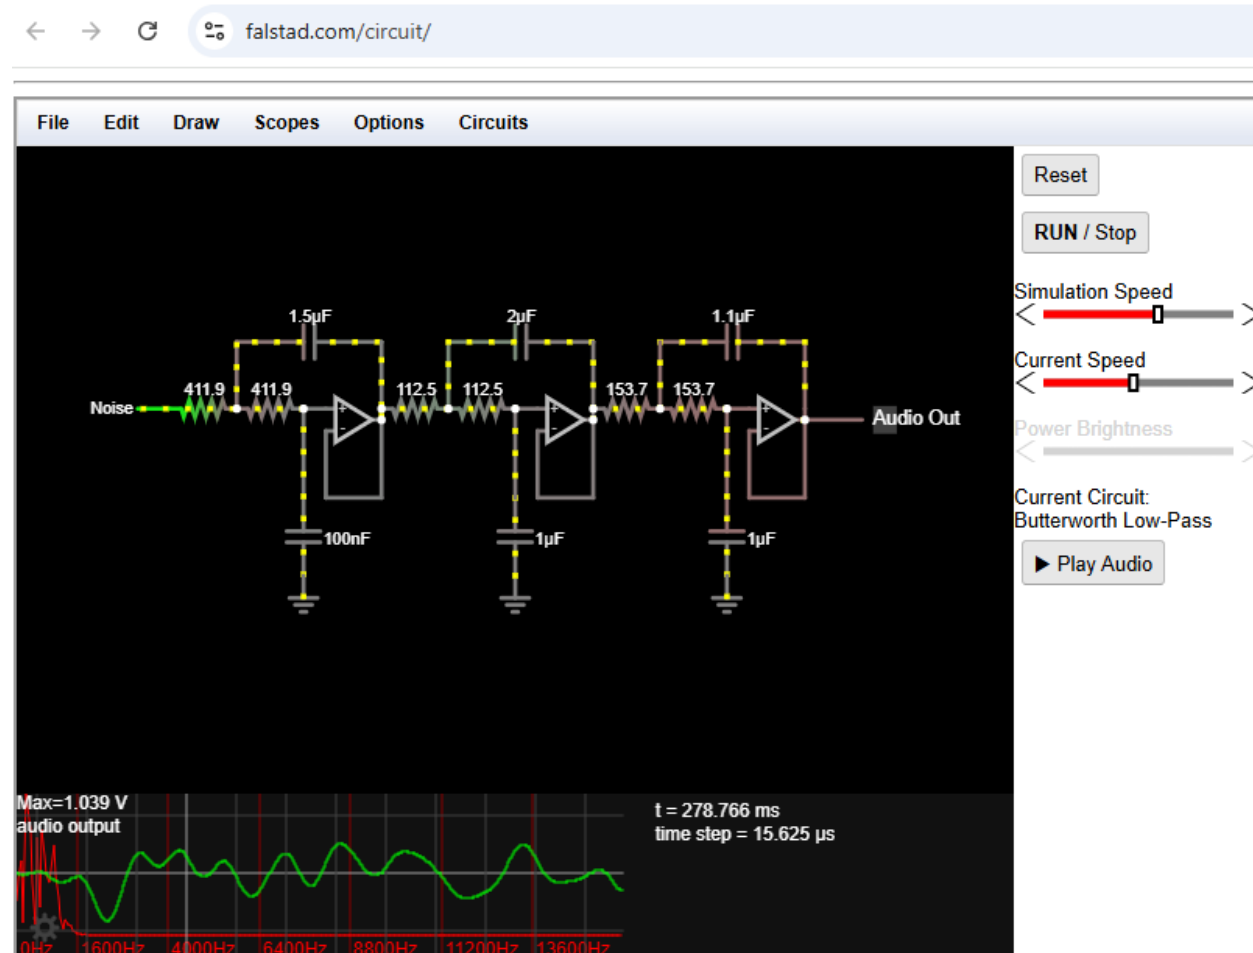 falstad.com/circuit/
File Edit Draw Scopes Options Circuits
Reset
RUN / Stop
Simulation Speed
Current Speed
Power Brightness
Current Circuit:
Butterworth Low-Pass
▶ Play Audio
1.5µF 2µF 1.1µF
411.9 411.9 112.5 112.5 153.7 153.7
Noise
+ + +
- - -
Audio Out
100nF 1µF 1µF
Max=1.039 V
audio output
t = 278.766 ms
time step = 15.625 µs
0Hz 1600Hz 4000Hz 6400Hz 8800Hz 11200Hz 13600Hz